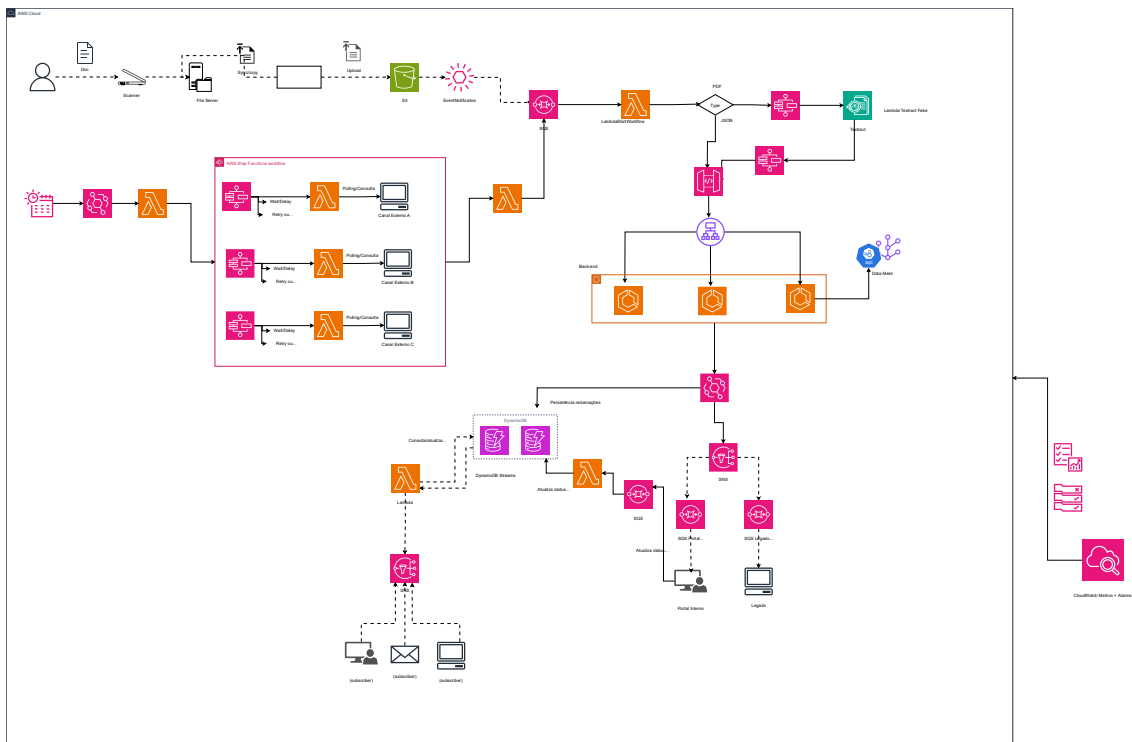 AWS Cloud
Doc
Scanner
File Server
Sync/copy
Upload
S3
EventNotification
SQS
LambdaStartWorkflow
PDF
Type
JSON
Textract
Lambda Textract Fake
AWS Step Functions workflow
Wait/Delay
Retry cu...
Polling/Consulta
Canal Externo A
Wait/Delay
Retry cu...
Polling/Consulta
Canal Externo B
Wait/Delay
Retry cu...
Polling/Consulta
Canal Externo C
Back-end
api
Data Mesh
Persistência reclamações
DynamoDB
Consulta/atualiza...
DynamoDB Streams
Atualiza status...
Lambda
SNS
SQS
SQS Portal...
SQS Legado...
Atualiza status...
Portal Interno
Legado
SNS
(subscriber)
(subscriber)
(subscriber)
CloudWatch Metrics + Alarms